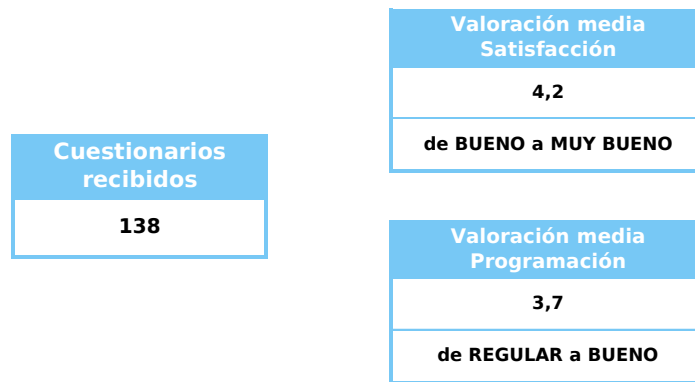 Cuestionarios
recibidos
138
Valoración media
Satisfacción
4,2
de BUENO a MUY BUENO
Valoración media
Programación
3,7
de REGULAR a BUENO